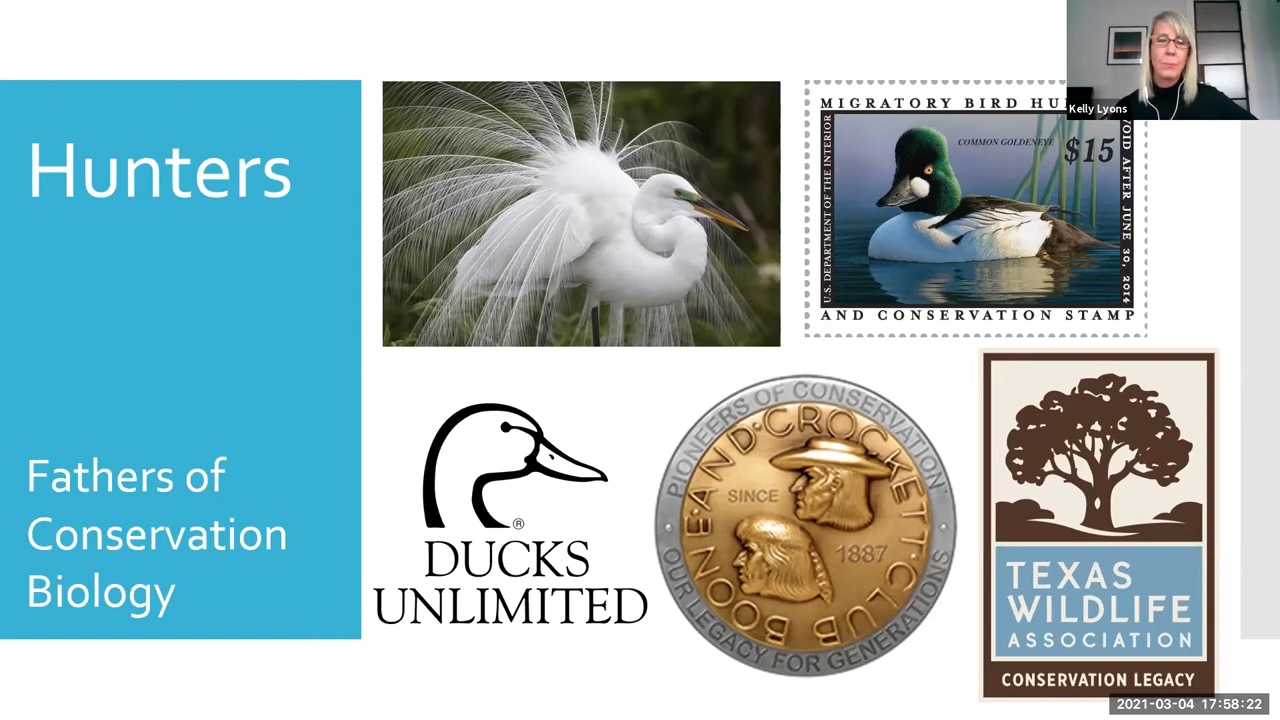 Hunters
Fathers of
Conservation
Biology
MIGRATORY BIRD HU
U.S. DEPARTMENT OF THE INTERIOR
COMMON GOLDENEYE
$15
VOID AFTER JUNE 30, 2014
AND CONSERVATION STAMP
Kelly Lyons
DUCKS
UNLIMITED
®
PIONEERS OF CONSERVATION
BOONE AND CROCKETT CLUB
SINCE
1887
OUR LEGACY FOR GENERATIONS
TEXAS
WILDLIFE
ASSOCIATION
CONSERVATION LEGACY
2021-03-04 17:58:22